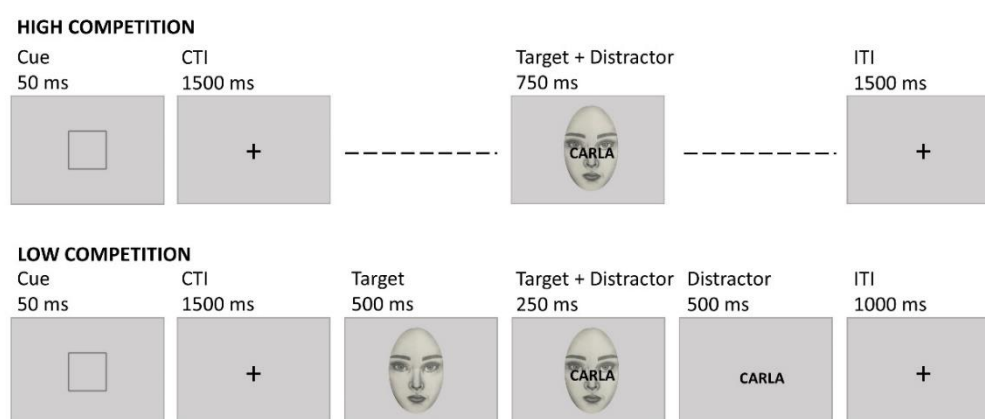 HIGH COMPETITION
Cue CTI Target + Distractor ITI
50 ms 1500 ms 750 ms 1500 ms
+ CARLA +
LOW COMPETITION
Cue CTI Target Target + Distractor Distractor ITI
50 ms 1500 ms 500 ms 250 ms 500 ms 1000 ms
+ CARLA CARLA +